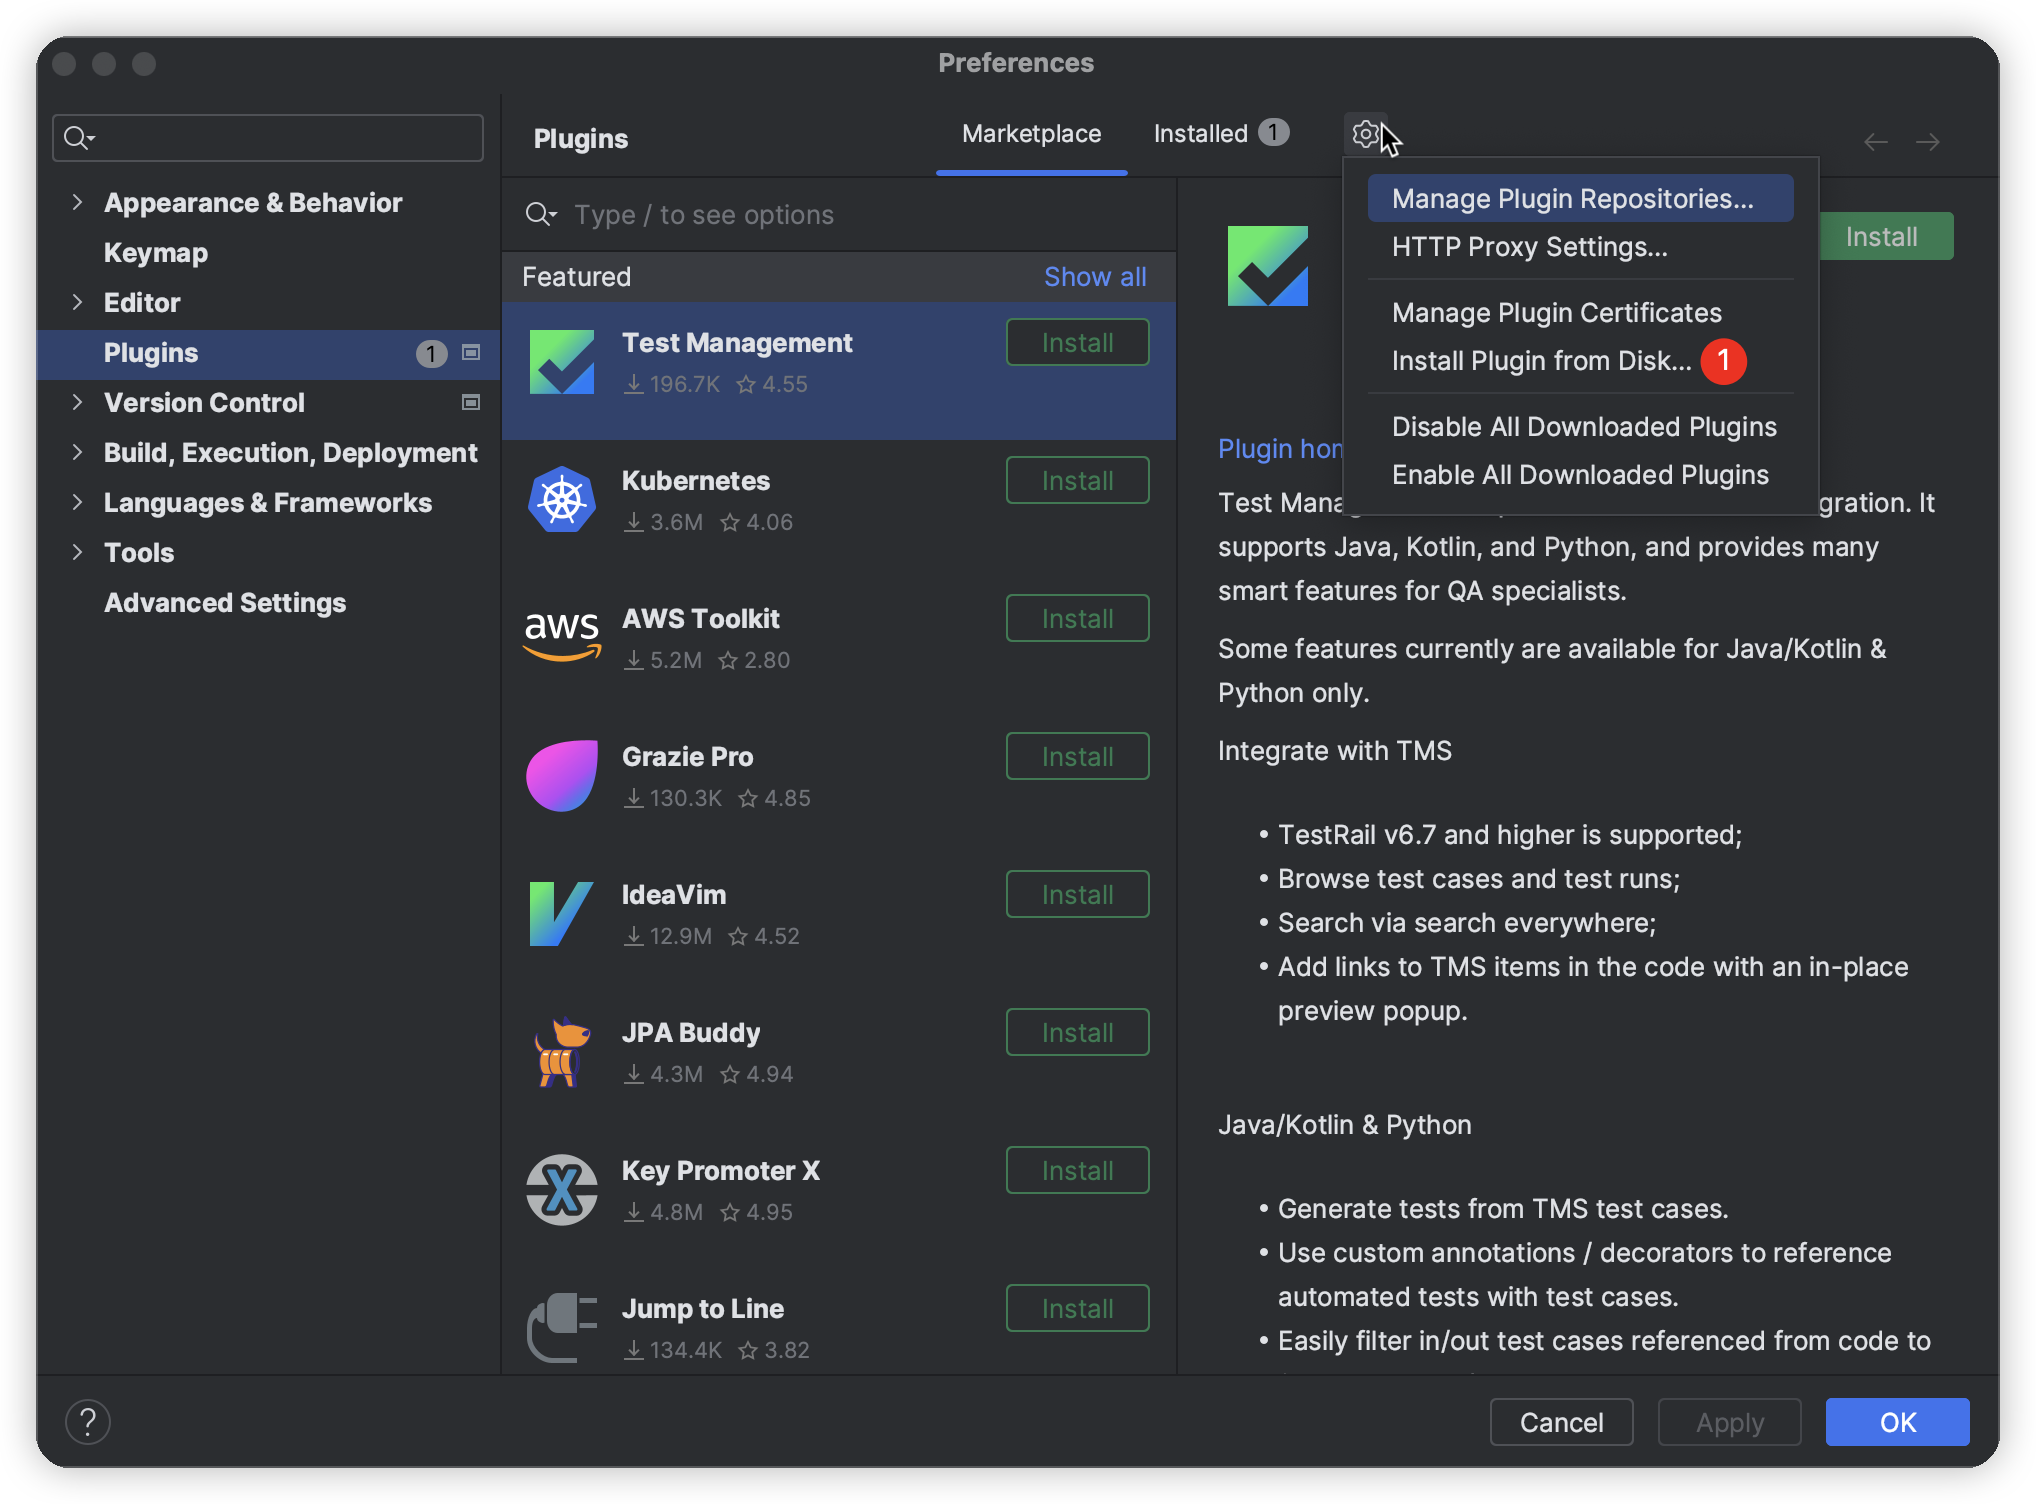 Preferences
Plugins
Marketplace
Installed 1
Appearance & Behavior
Keymap
Editor
Plugins 1
Version Control
Build, Execution, Deployment
Languages & Frameworks
Tools
Advanced Settings
Type / to see options
Featured Show all
Test Management Install
196.7K 4.55
Kubernetes Install
3.6M 4.06
aws
AWS Toolkit Install
5.2M 2.80
Grazie Pro Install
130.3K 4.85
IdeaVim Install
12.9M 4.52
JPA Buddy Install
4.3M 4.94
Key Promoter X Install
4.8M 4.95
Jump to Line Install
134.4K 3.82
Manage Plugin Repositories...
HTTP Proxy Settings...
Manage Plugin Certificates
Install Plugin from Disk... 1
Disable All Downloaded Plugins
Enable All Downloaded Plugins
Install
Plugin
Test gration. It
supports Java, Kotlin, and Python, and provides many
smart features for QA specialists.
Some features currently are available for Java/Kotlin &
Python only.
Integrate with TMS
• TestRail v6.7 and higher is supported;
• Browse test cases and test runs;
• Search via search everywhere;
• Add links to TMS items in the code with an in-place
preview popup.
Java/Kotlin & Python
• Generate tests from TMS test cases.
• Use custom annotations / decorators to reference
automated tests with test cases.
• Easily filter in/out test cases referenced from code to
?
Cancel
Apply
OK